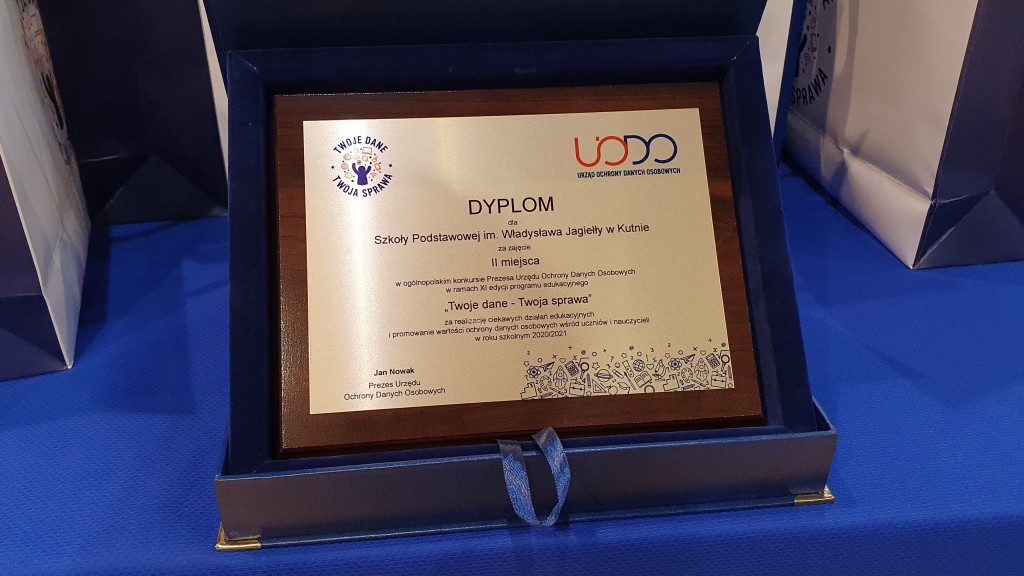 TWOJE DANE
TWOJA SPRAWA
UODO
URZĄD OCHRONY DANYCH OSOBOWYCH
DYPLOM
dla
Szkoły Podstawowej im. Władysława Jagiełły w Kutnie
za zajęcie
II miejsca
w ogólnopolskim konkursie Prezesa Urzędu Ochrony Danych Osobowych
w ramach XI edycji programu edukacyjnego
„Twoje dane - Twoja sprawa”
za realizację ciekawych działań edukacyjnych
i promowanie wartości ochrony danych osobowych wśród uczniów i nauczycieli
w roku szkolnym 2020/2021
Jan Nowak
Prezes Urzędu
Ochrony Danych Osobowych
SPRAWA